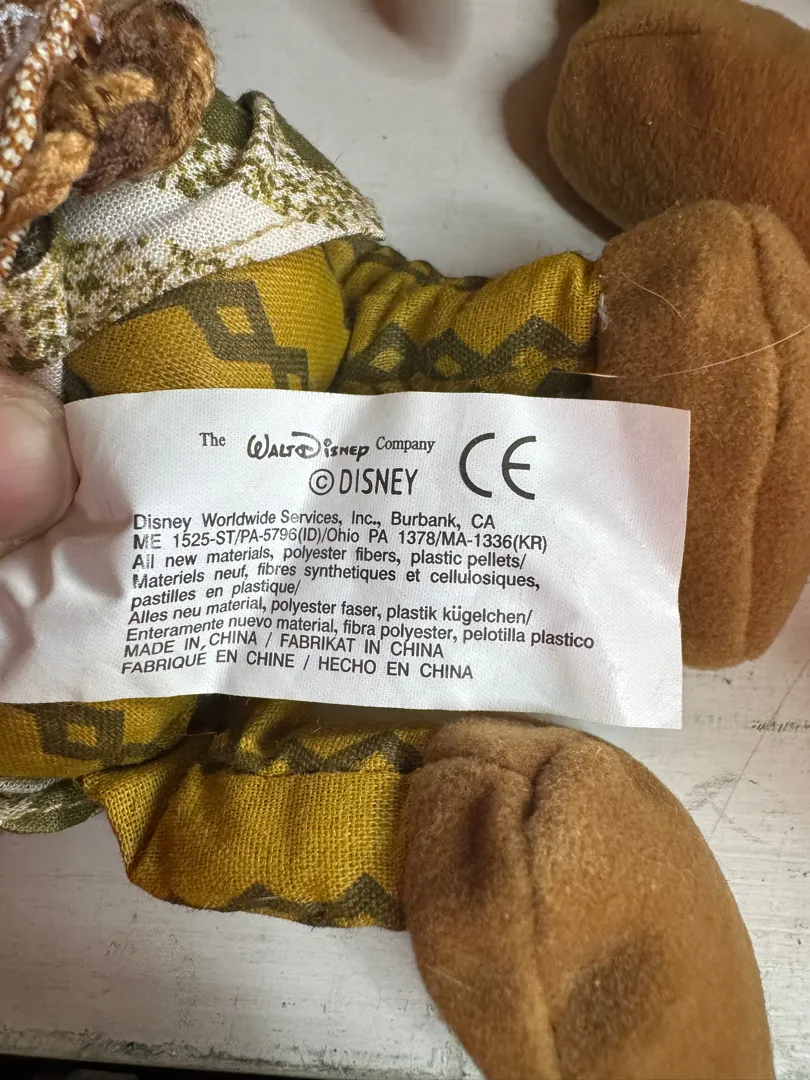 The Walt Disney Company
© DISNEY CE
Disney Worldwide Services, Inc., Burbank, CA
ME 1525-ST/PA-5796(ID)/Ohio PA 1378/MA-1336(KR)
All new materials, polyester fibers, plastic pellets/
Materiels neuf, fibres synthetiques et cellulosiques,
pastilles en plastique/
Alles neu material, polyester faser, plastik kügelchen/
Enteramente nuevo material, fibra polyester, pelotilla plastico
MADE IN CHINA / FABRIKAT IN CHINA
FABRIQUÉ EN CHINE / HECHO EN CHINA